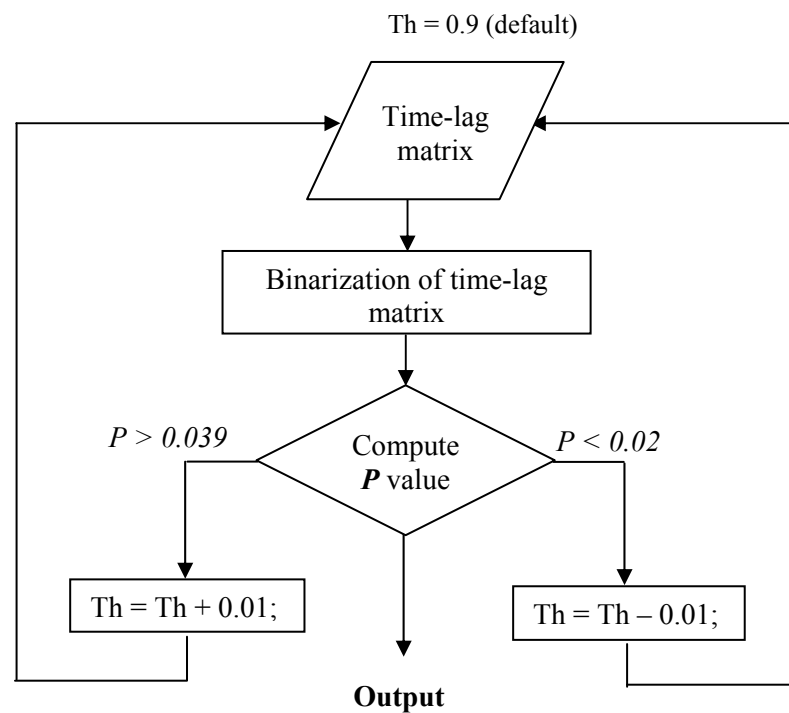 Th = 0.9 (default)
Time-lag
matrix
Binarization of time-lag
matrix
P > 0.039
Compute
P value
P < 0.02
Th = Th + 0.01;
Th = Th – 0.01;
Output